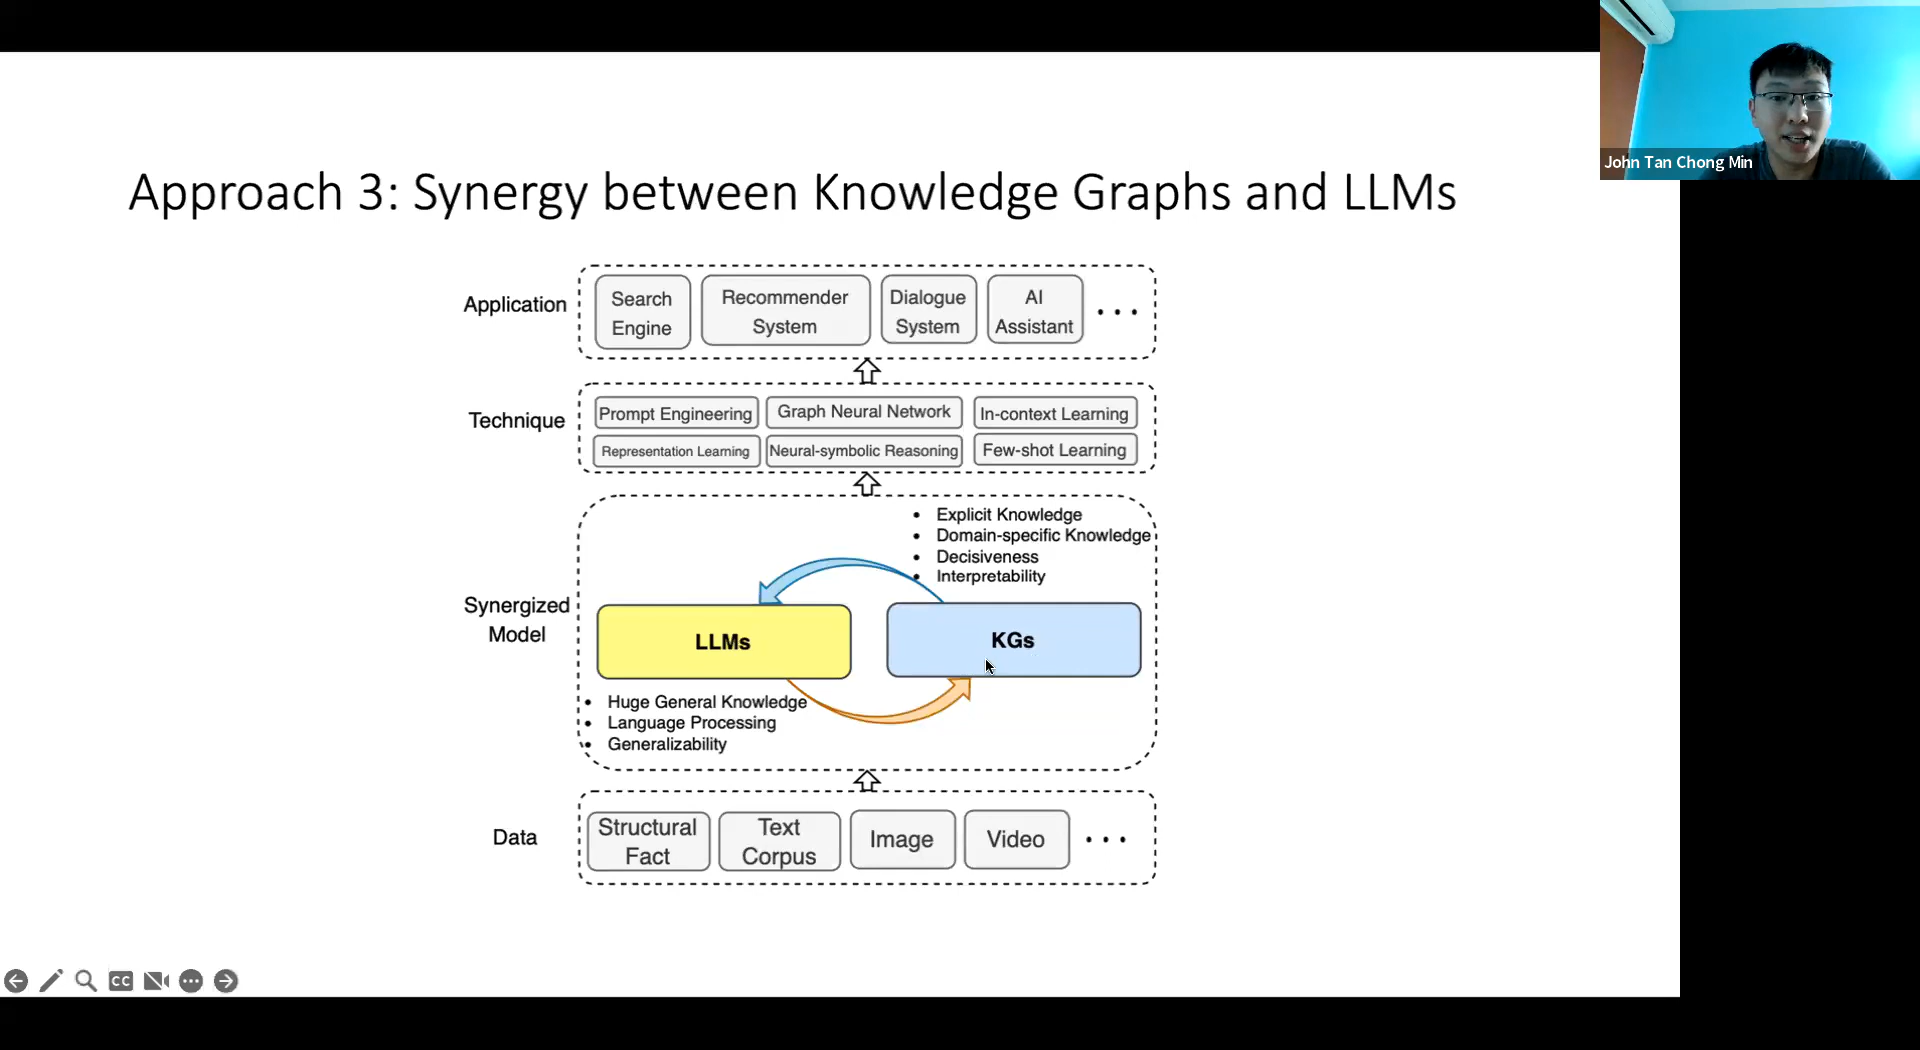 John Tan Chong Min
Approach 3: Synergy between Knowledge Graphs and LLMs
Application
Search
Engine
Recommender
System
Dialogue
System
AI
Assistant
• • •
Technique
Prompt Engineering
Graph Neural Network
In-context Learning
Representation Learning
Neural-symbolic Reasoning
Few-shot Learning
Synergized
Model
• Explicit Knowledge
• Domain-specific Knowledge
• Decisiveness
• Interpretability
LLMs
KGs
• Huge General Knowledge
• Language Processing
• Generalizability
Data
Structural
Fact
Text
Corpus
Image
Video
• • •
CC